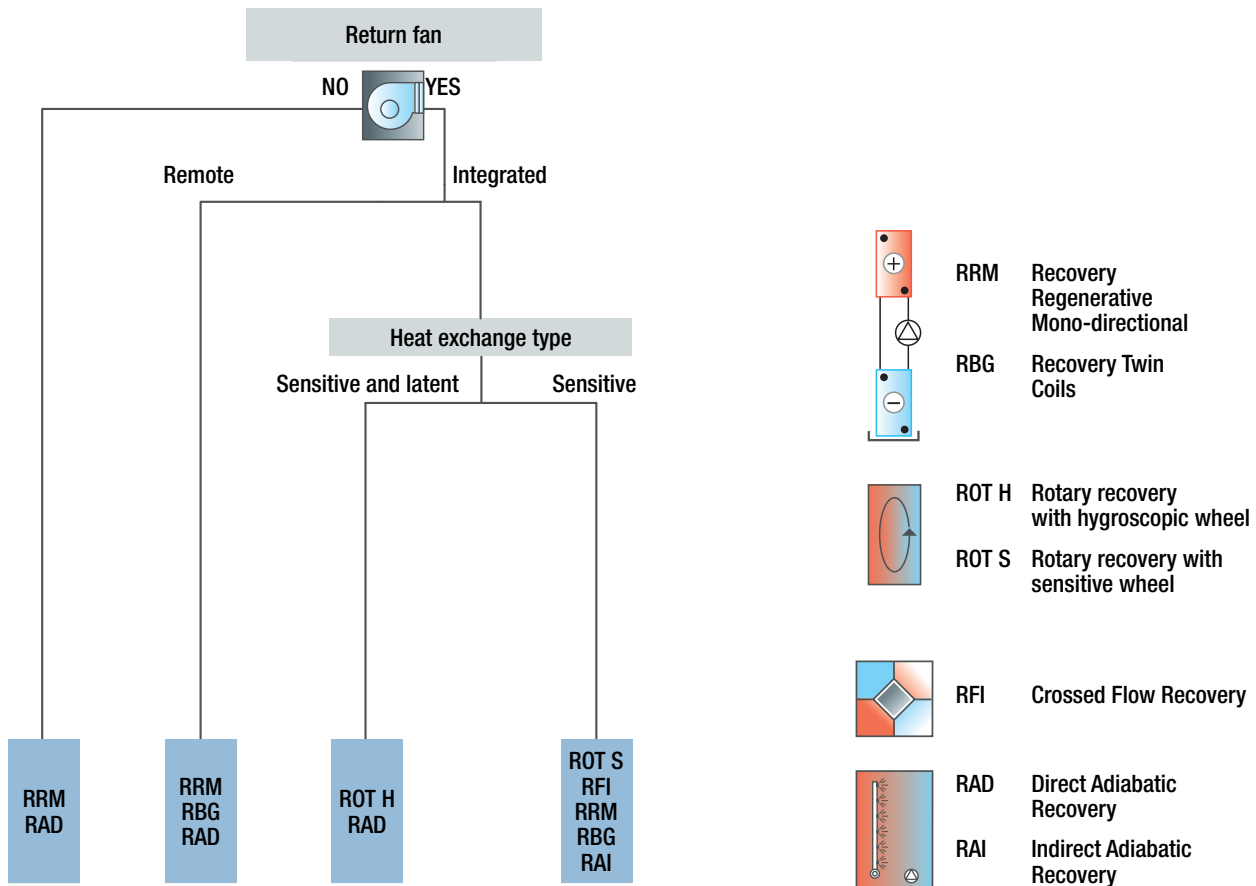 Return fan
NO
YES
Remote
Integrated
Heat exchange type
Sensitive and latent
Sensitive
RRM
RAD
RRM
RBG
RAD
ROT H
RAD
ROT S
RFI
RRM
RBG
RAI
RRM Recovery
Regenerative
Mono-directional
RBG Recovery Twin
Coils
ROT H Rotary recovery
with hygroscopic wheel
ROT S Rotary recovery with
sensitive wheel
RFI Crossed Flow Recovery
RAD Direct Adiabatic
Recovery
RAI Indirect Adiabatic
Recovery